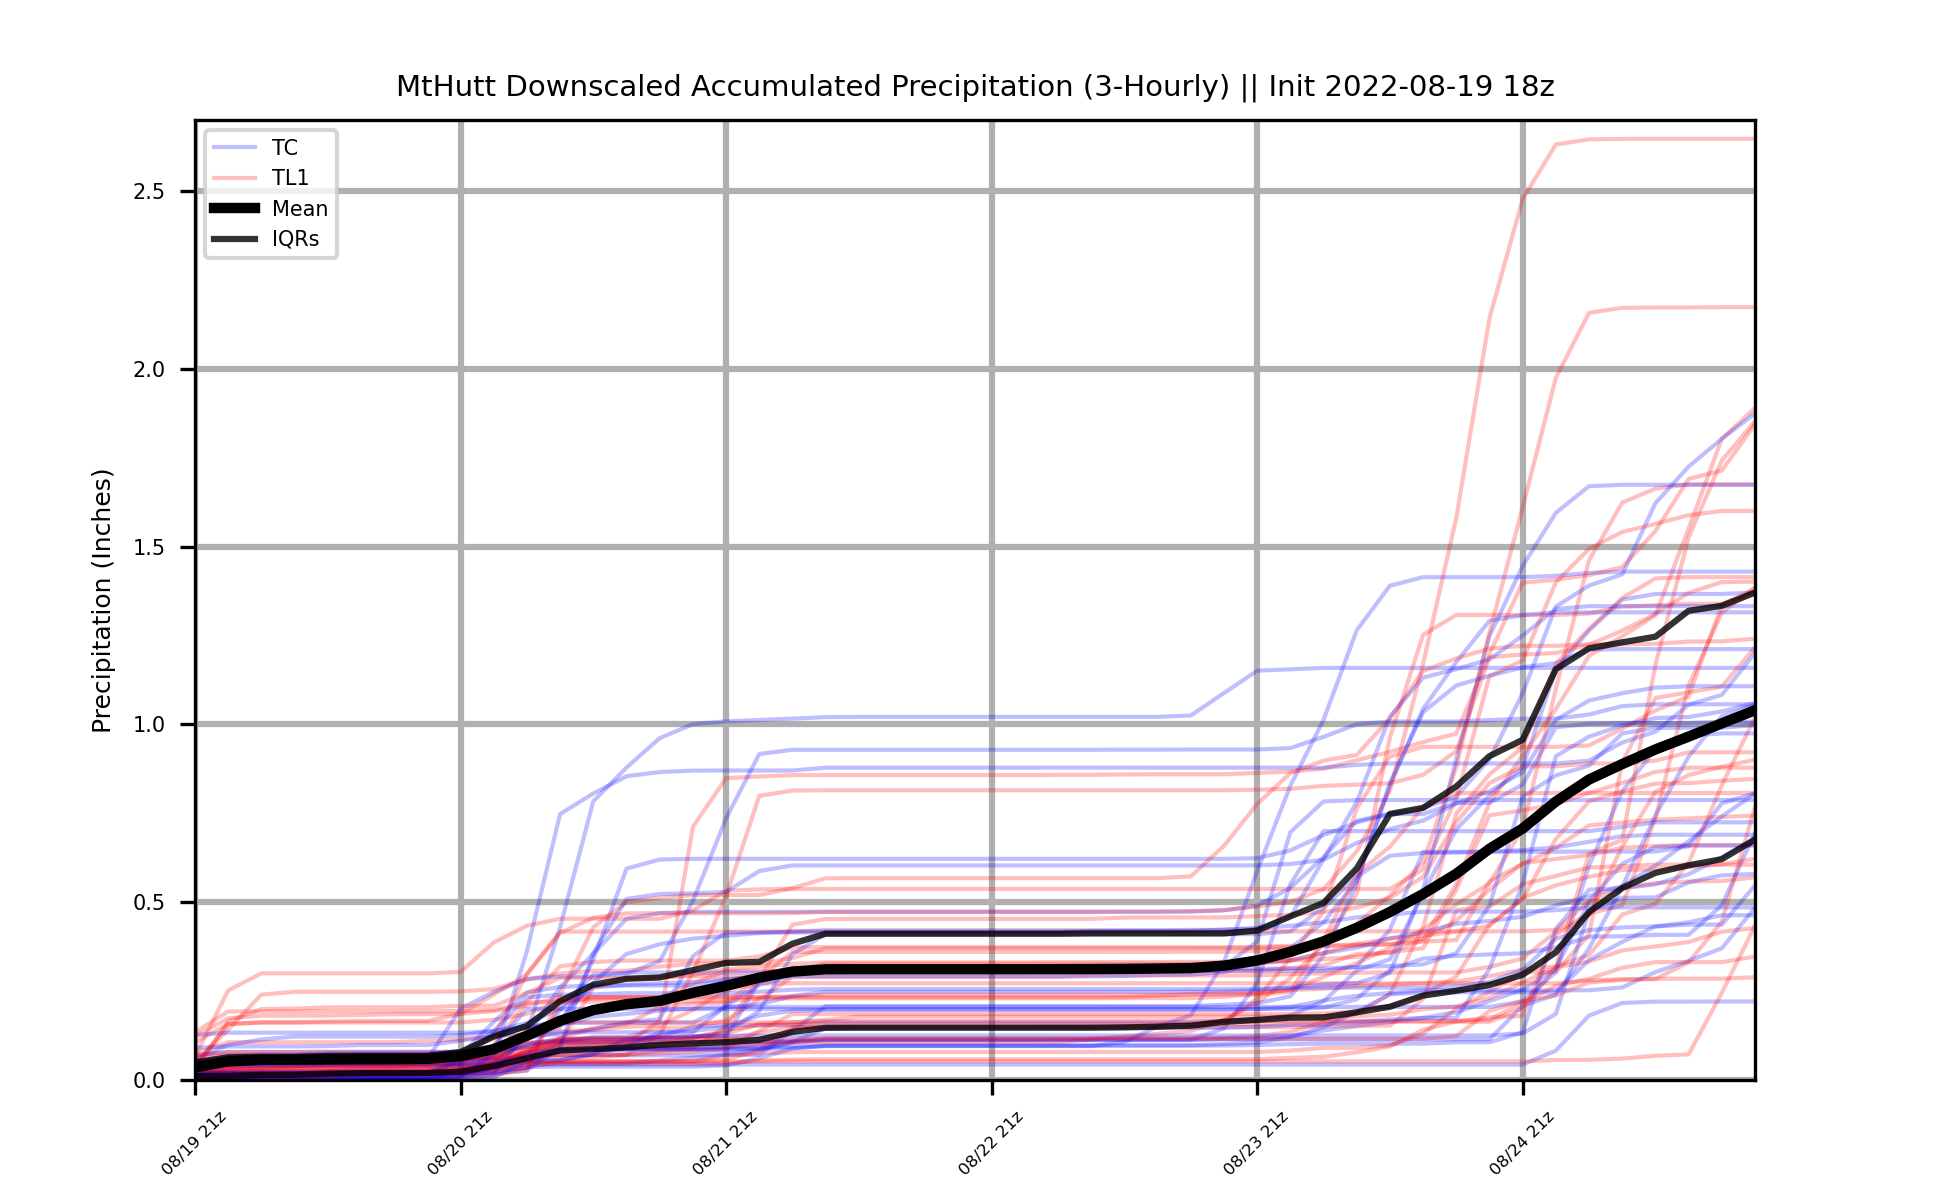 MtHutt Downscaled Accumulated Precipitation (3-Hourly) || Init 2022-08-19 18z
TC
TL1
Mean
IQRs
Precipitation (Inches)
2.5
2.0
1.5
1.0
0.5
0.0
08/19 21z
08/20 21z
08/21 21z
08/22 21z
08/23 21z
08/24 21z